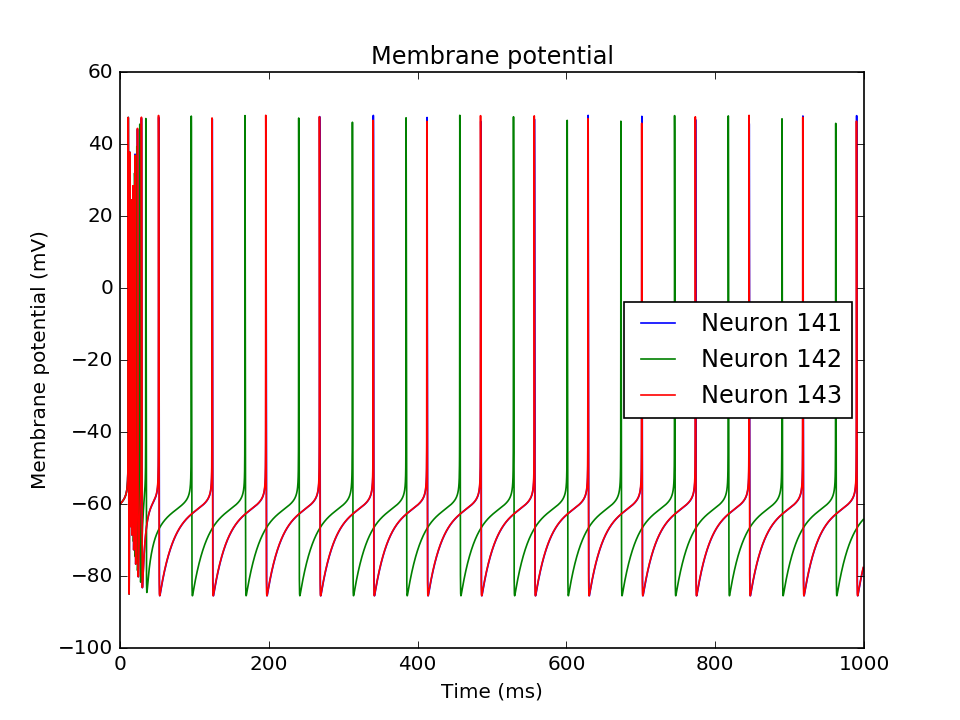 Membrane potential
Membrane potential (mV)
60
40
20
0
−20
−40
−60
−80
−100
0 200 400 600 800 1000
Time (ms)
Neuron 141
Neuron 142
Neuron 143